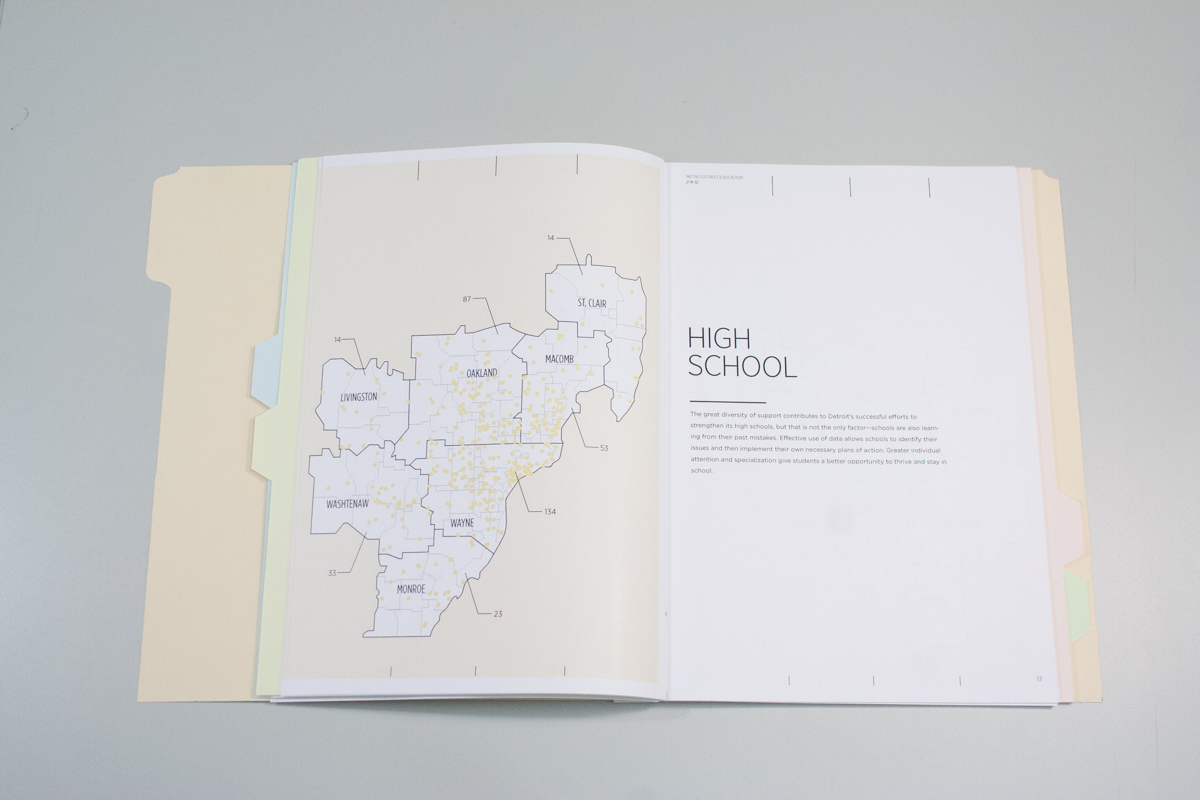 14
ST. CLAIR
87
MACOMB
14
OAKLAND
LIVINGSTON
53
WASHTENAW
134
WAYNE
33
MONROE
23
METRO DETROIT EDUCATION
HIGH
SCHOOL
The great diversity of support contributes to Detroit's successful efforts to
strengthen its high schools, but that is not the only factor—schools are also learn-
ing from their past mistakes. Effective use of data allows schools to identify their
issues and then implement their own necessary plans of action. Greater individual
attention and specialization give students a better opportunity to thrive and stay in
school.
17